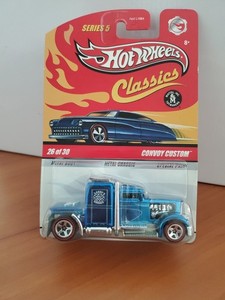 SERIES 5
Hot Wheels
Classics
26 of 30
CONVOY CUSTOM
METAL CHASSIS